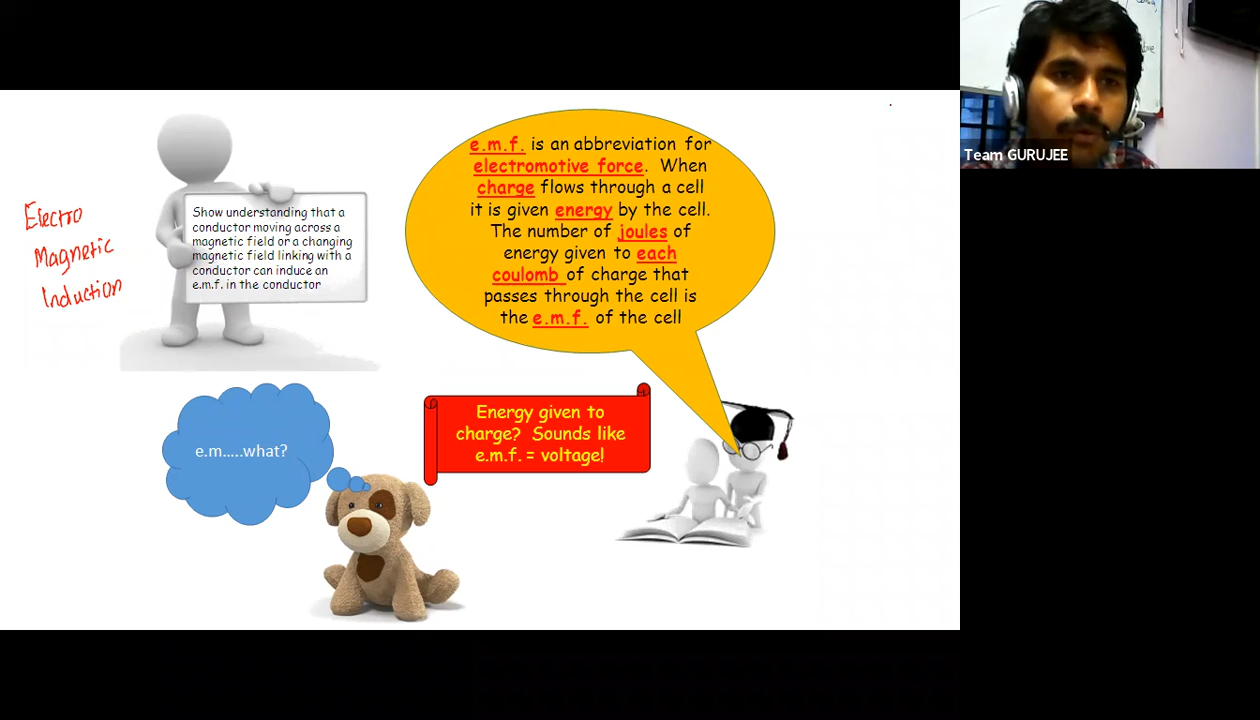 Electro
Magnetic
Induction
Show understanding that a
conductor moving across a
magnetic field or a changing
magnetic field linking with a
conductor can induce an
e.m.f. in the conductor
e.m.f. is an abbreviation for
electromotive force. When
charge flows through a cell
it is given energy by the cell.
The number of joules of
energy given to each
coulomb of charge that
passes through the cell is
the e.m.f. of the cell
e.m.....what?
Energy given to
charge? Sounds like
e.m.f. = voltage!
Team GURUJEE